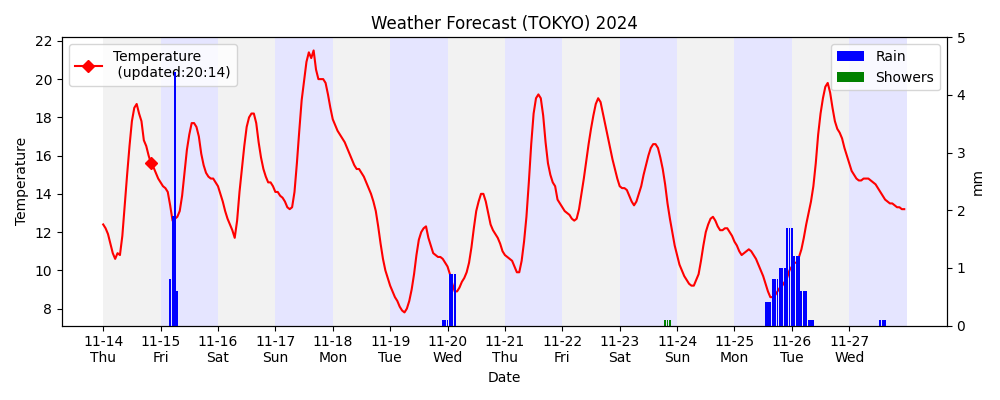 Weather Forecast (TOKYO) 2024
Temperature
(updated:20:14)
Rain
Showers
22
20
18
16
14
12
10
8
Temperature
5
4
3
2
1
0
mm
11-14 11-15 11-16 11-17 11-18 11-19 11-20 11-21 11-22 11-23 11-24 11-25 11-26 11-27
Thu Fri Sat Sun Mon Tue Wed Thu Fri Sat Sun Mon Tue Wed
Date